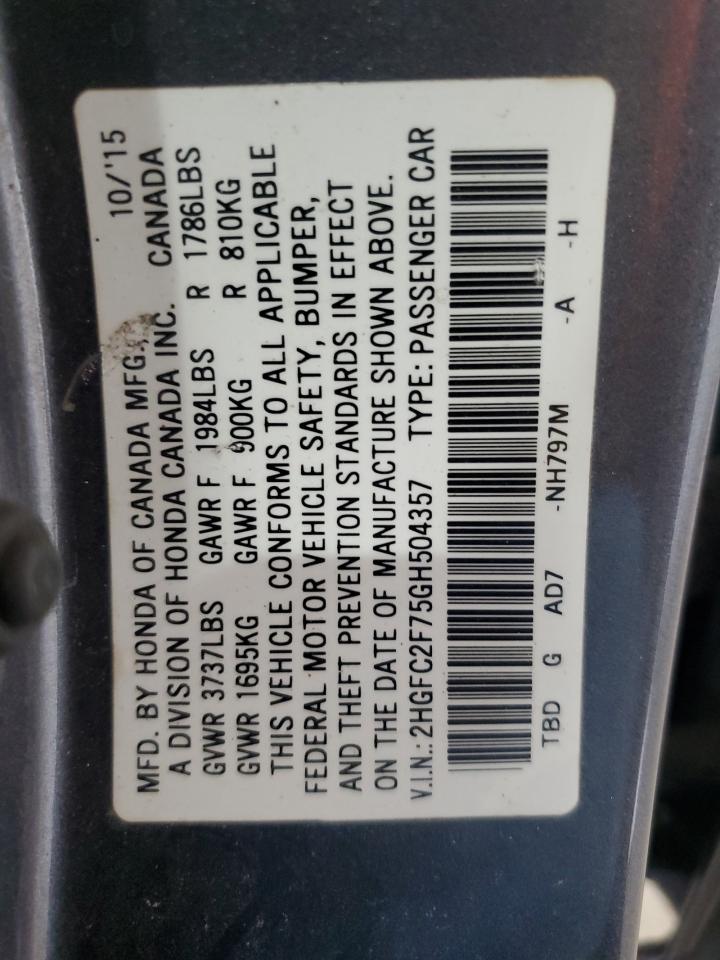 MFD. BY HONDA OF CANADA MFG., 10/'15
A DIVISION OF HONDA CANADA INC. CANADA
GVWR 3737LBS GAWR F 1984LBS R 1786LBS
GVWR 1695KG GAWR F 900KG R 810KG
THIS VEHICLE CONFORMS TO ALL APPLICABLE
FEDERAL MOTOR VEHICLE SAFETY, BUMPER,
AND THEFT PREVENTION STANDARDS IN EFFECT
ON THE DATE OF MANUFACTURE SHOWN ABOVE.
V.I.N.: 2HGFC2F75GH504357 TYPE: PASSENGER CAR
TBD G AD7 -NH797M -A -H